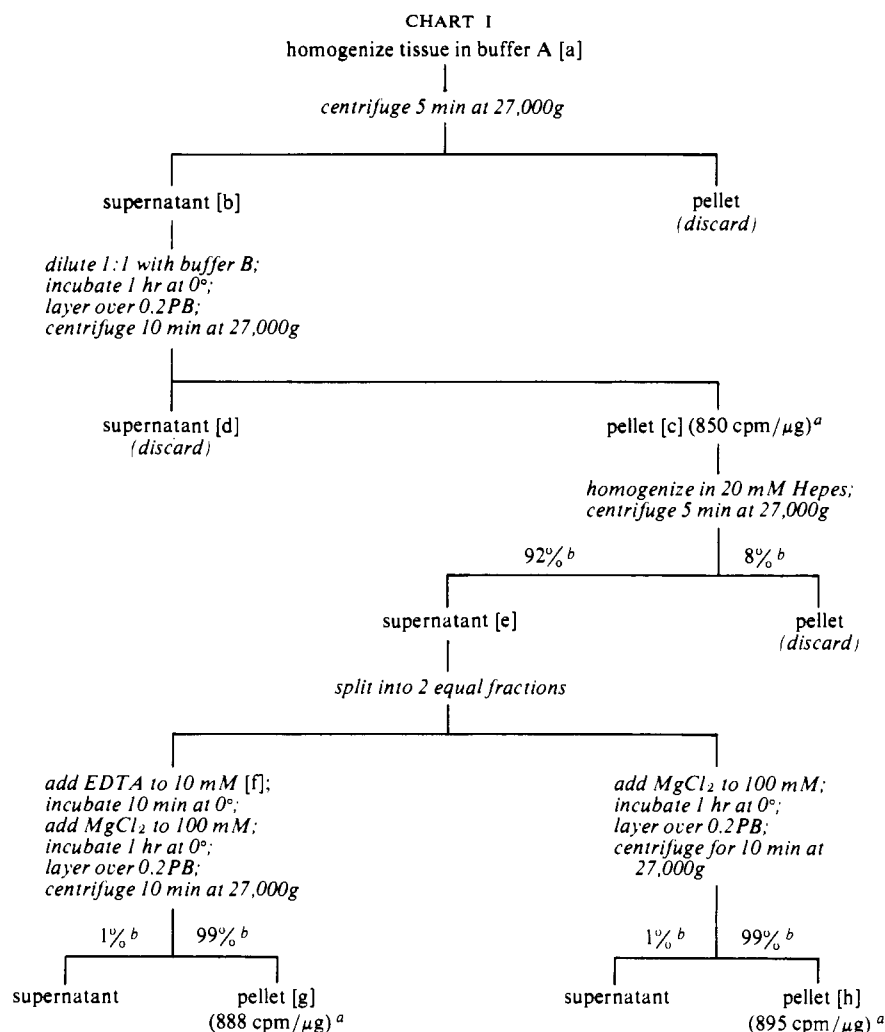 CHART I
homogenize tissue in buffer A [a]
centrifuge 5 min at 27,000g
supernatant [b]
pellet
(discard)
dilute 1:1 with buffer B;
incubate 1 hr at 0°;
layer over 0.2PB;
centrifuge 10 min at 27,000g
supernatant [d]
(discard)
pellet [c] (850 cpm/μg)ᵃ
homogenize in 20 mM Hepes;
centrifuge 5 min at 27,000g
92%ᵇ
8%ᵇ
supernatant [e]
pellet
(discard)
split into 2 equal fractions
add EDTA to 10 mM [f];
incubate 10 min at 0°;
add MgCl₂ to 100 mM;
incubate 1 hr at 0°;
layer over 0.2PB;
centrifuge 10 min at 27,000g
add MgCl₂ to 100 mM;
incubate 1 hr at 0°;
layer over 0.2PB;
centrifuge for 10 min at
27,000g
1%ᵇ
99%ᵇ
1%ᵇ
99%ᵇ
supernatant
pellet [g]
(888 cpm/μg)ᵃ
supernatant
pellet [h]
(895 cpm/μg)ᵃ